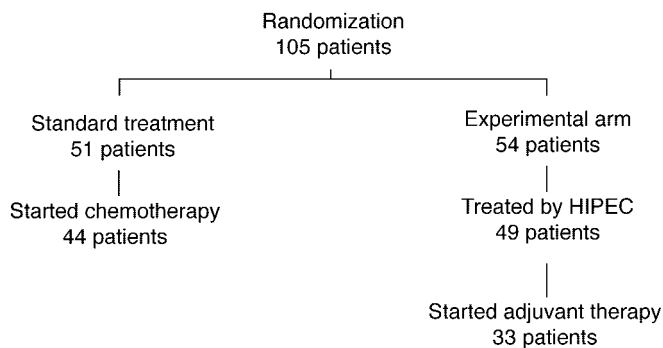 Randomization
105 patients
Standard treatment
51 patients
Started chemotherapy
44 patients
Experimental arm
54 patients
Treated by HIPEC
49 patients
Started adjuvant therapy
33 patients